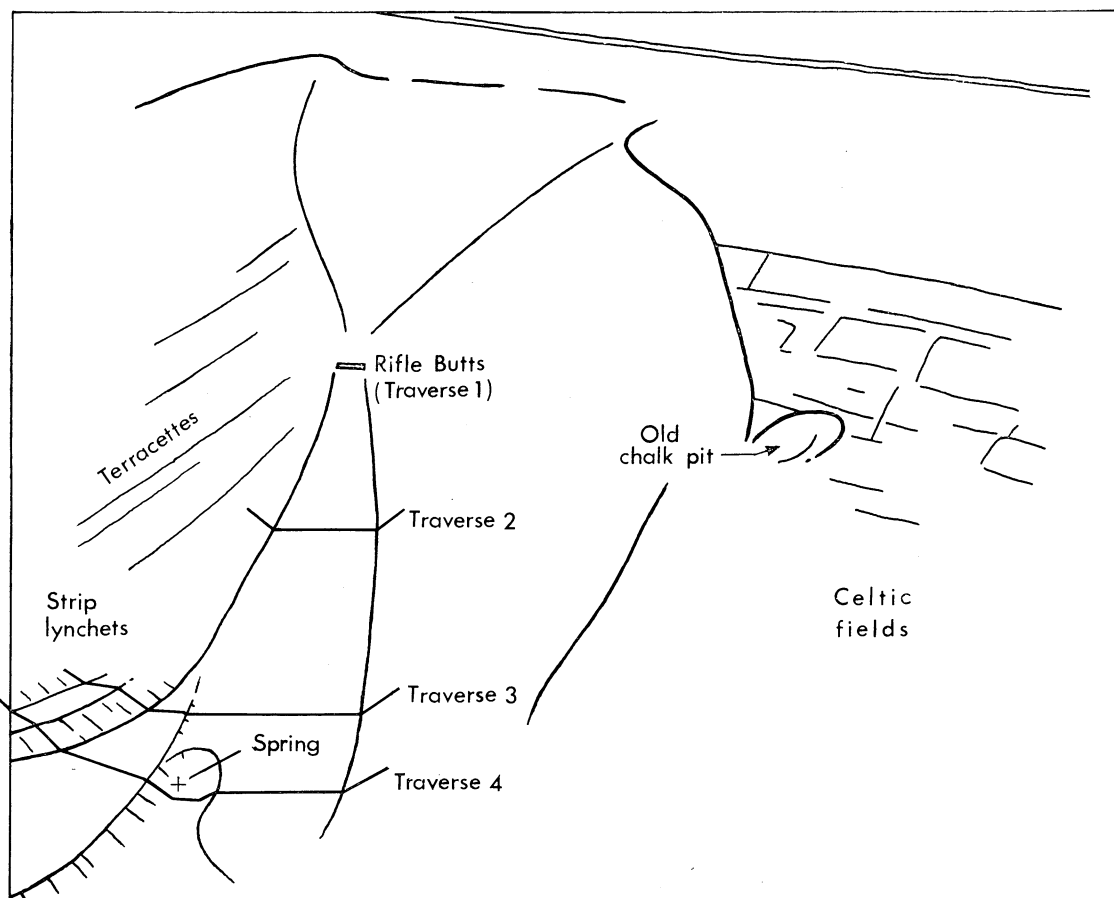 Rifle Butts
(Traverse 1)
Terracettes
Old
chalk pit
Traverse 2
Strip
lynchets
Celtic
fields
Traverse 3
Spring
Traverse 4